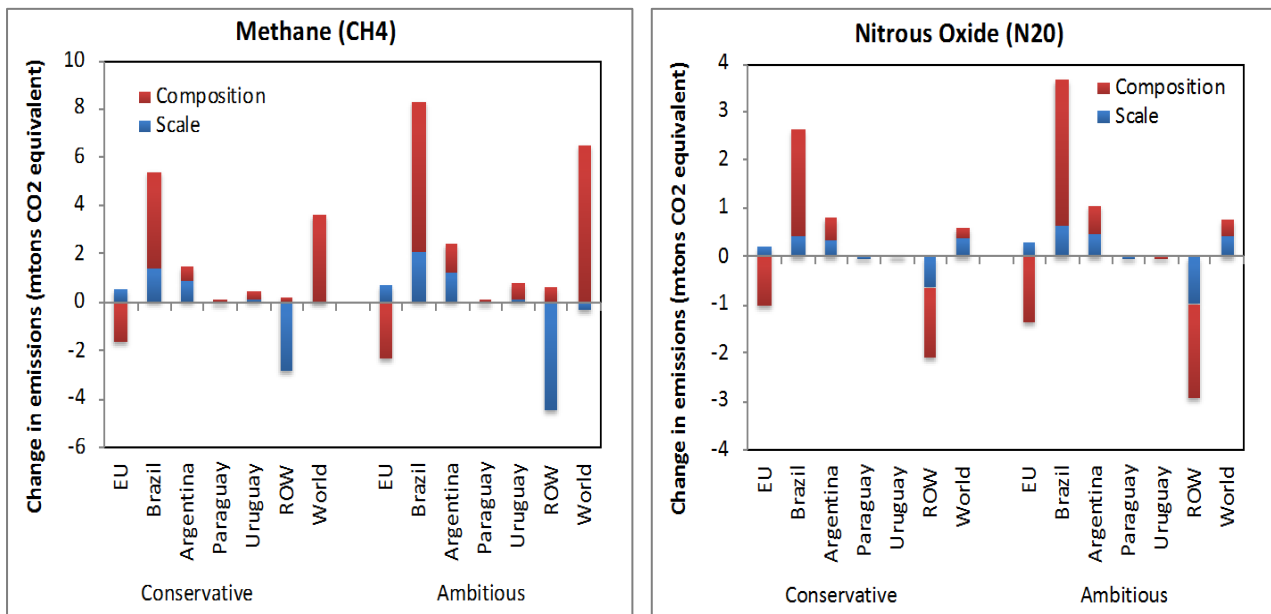 Methane (CH4)
Change in emissions (mtons CO2 equivalent)
10
8
6
4
2
0
-2
-4
-6
Composition
Scale
EU
Brazil
Argentina
Paraguay
Uruguay
ROW
World
EU
Brazil
Argentina
Paraguay
Uruguay
ROW
World
Conservative
Ambitious
Nitrous Oxide (N20)
Change in emissions (mtons CO2 equivalent)
4
3
2
1
0
-1
-2
-3
-4
Composition
Scale
EU
Brazil
Argentina
Paraguay
Uruguay
ROW
World
EU
Brazil
Argentina
Paraguay
Uruguay
ROW
World
Conservative
Ambitious